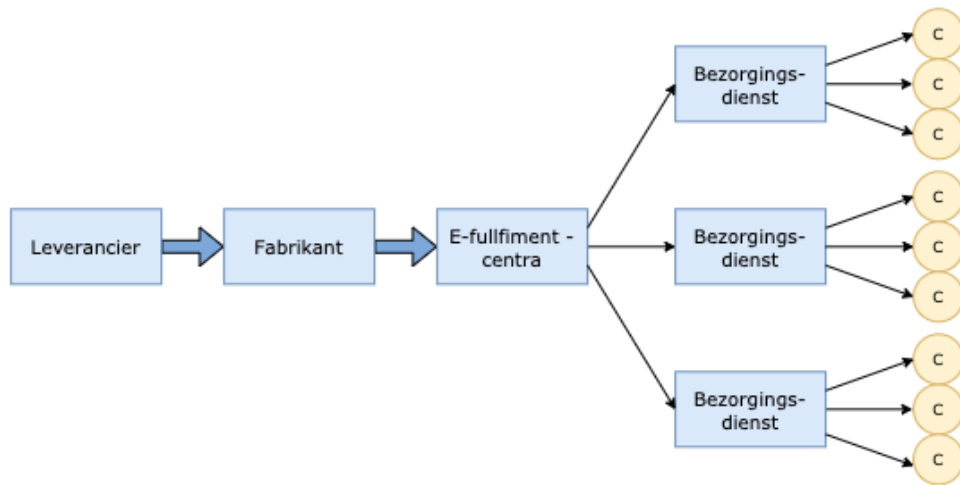 Leverancier
Fabrikant
E-fullfiment -
centra
Bezorgings-
dienst
C
C
C
Bezorgings-
dienst
C
C
C
Bezorgings-
dienst
C
C
C